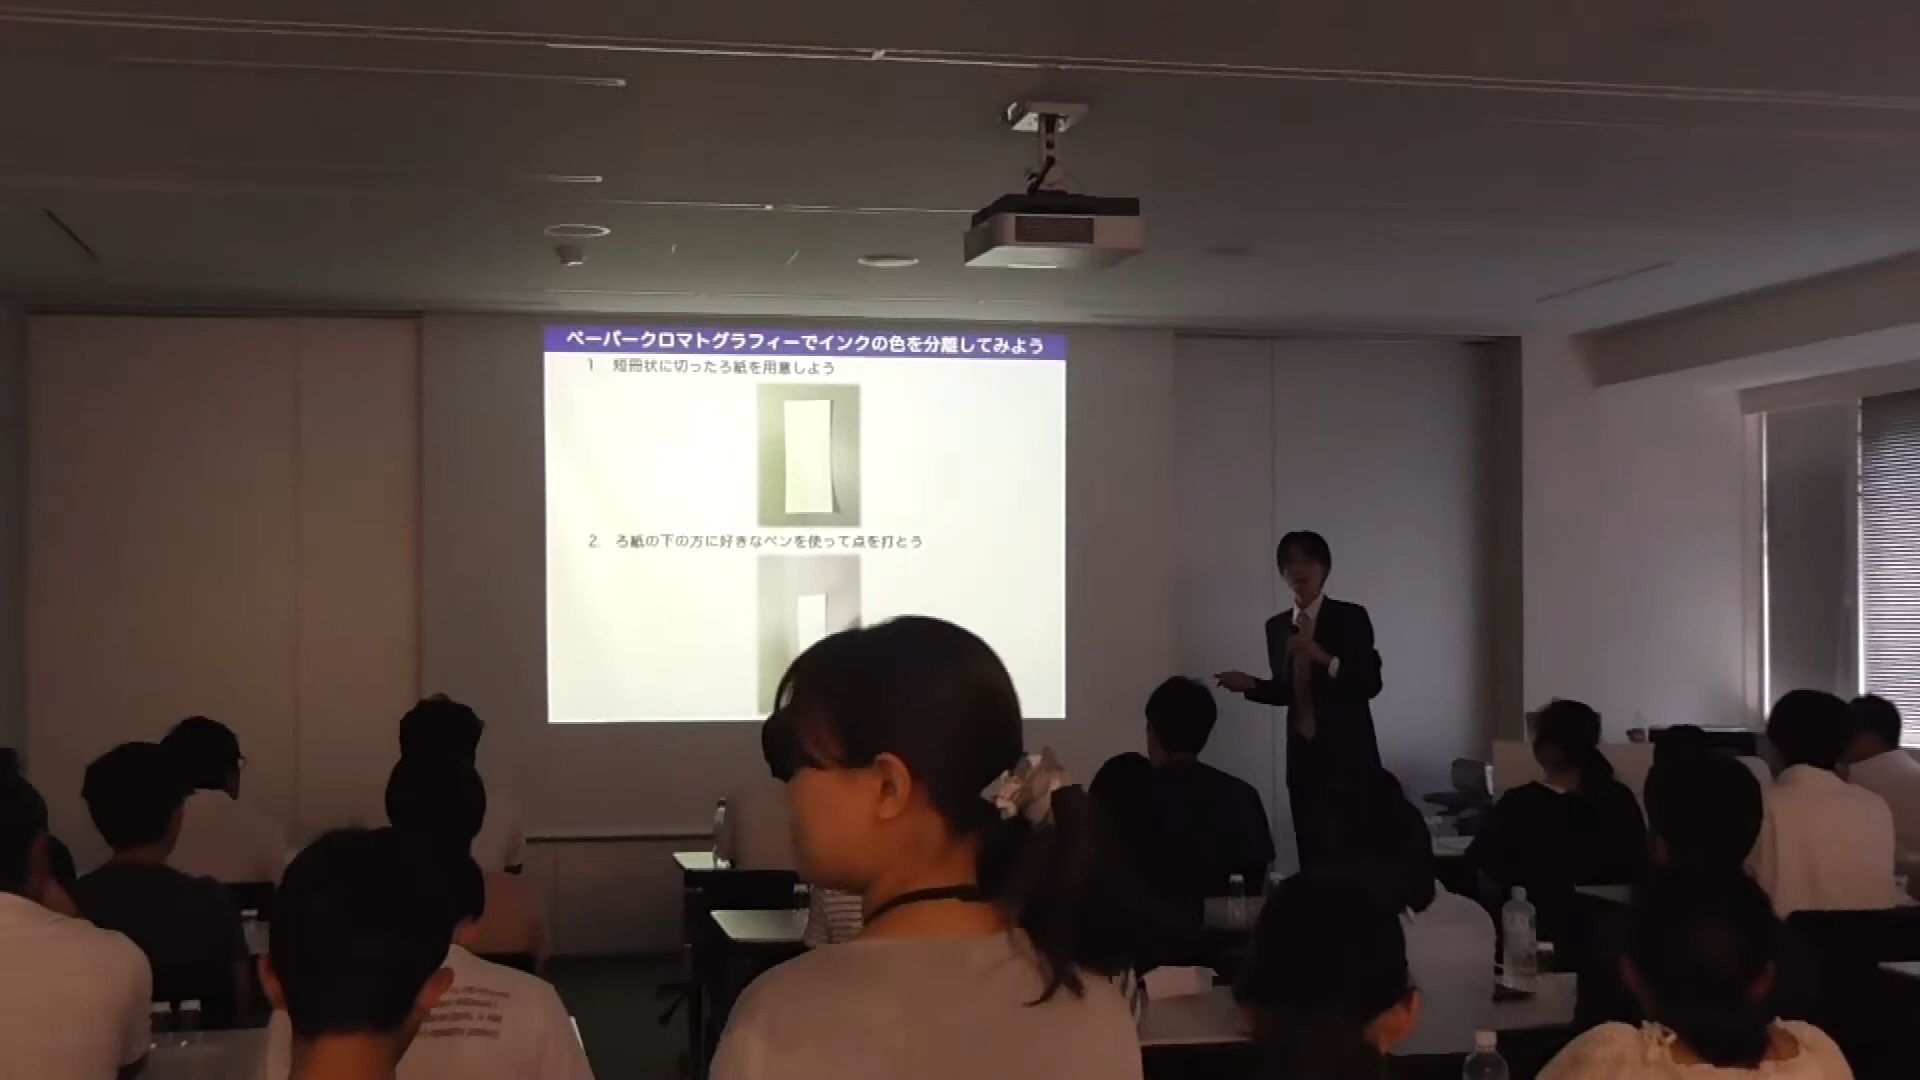 ペーパークロマトグラフィーでインクの色を分離してみよう
1. 短冊状に切ったろ紙を用意しよう
2. ろ紙の下の方に好きなペンを使って点を打とう